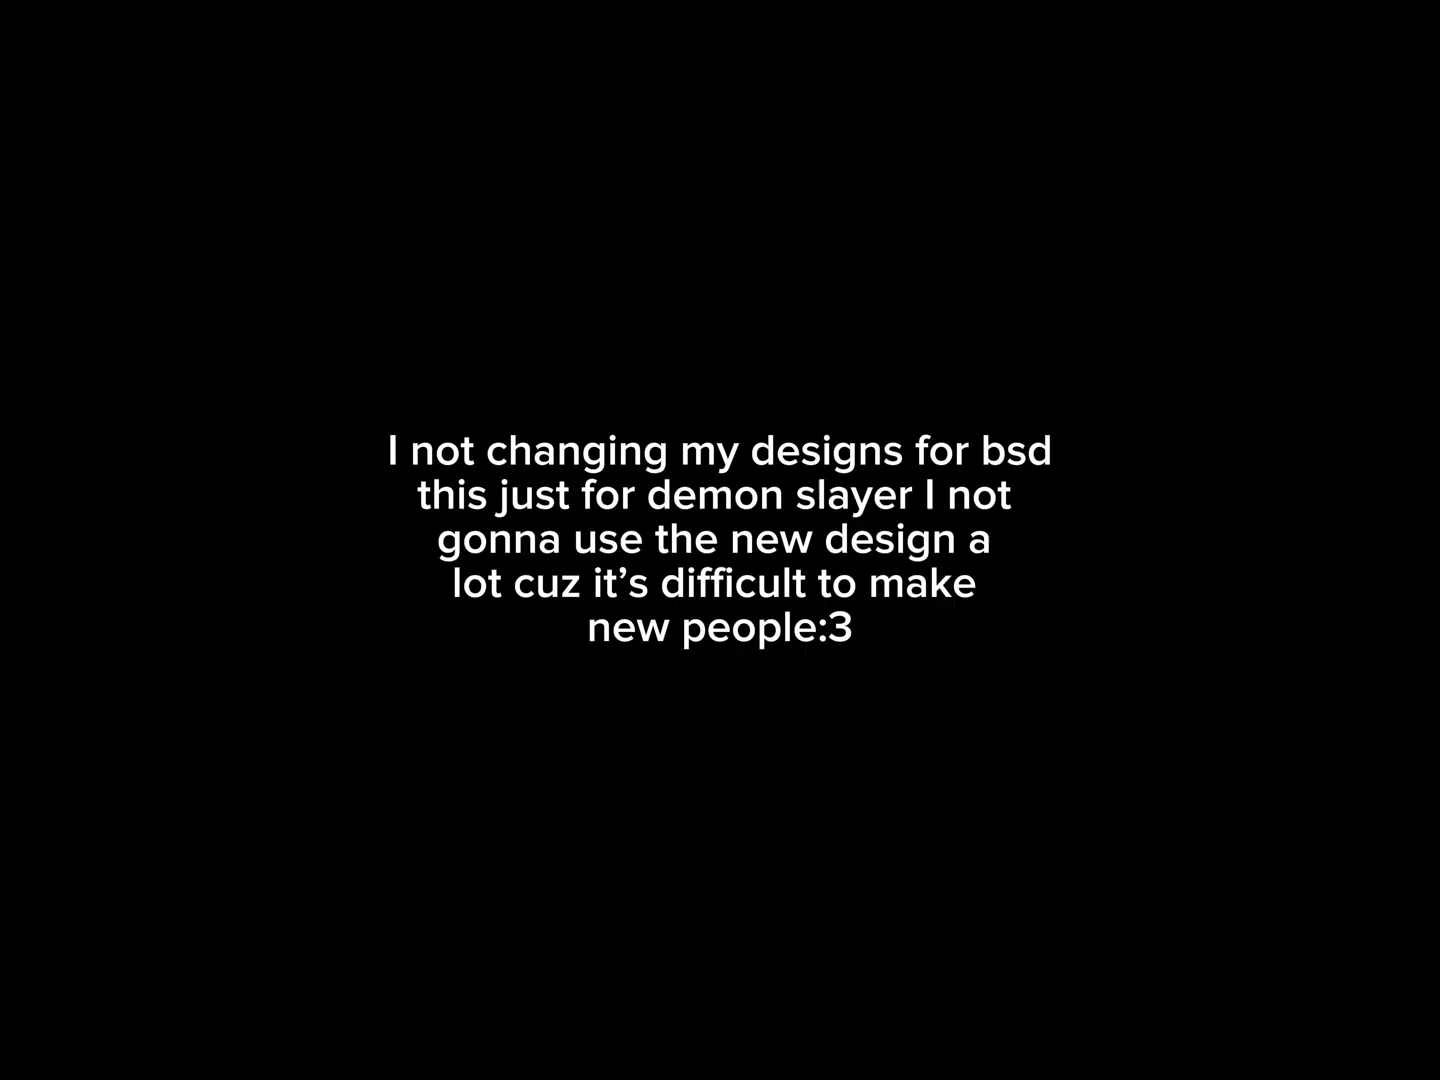 I not changing my designs for bsd
this just for demon slayer I not
gonna use the new design a
lot cuz it’s difficult to make
new people:3